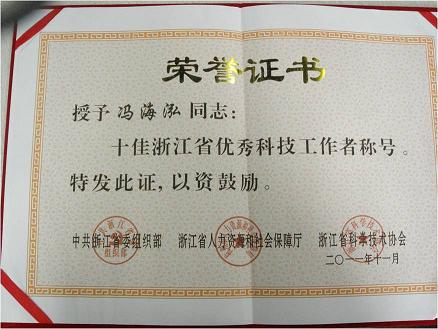 荣誉证书
授予冯海泓同志：
十佳浙江省优秀科技工作者称号。
特发此证，以资鼓励。
中共浙江省委组织部 浙江省人力资源和社会保障厅 浙江省科学技术协会
二〇一一年十一月